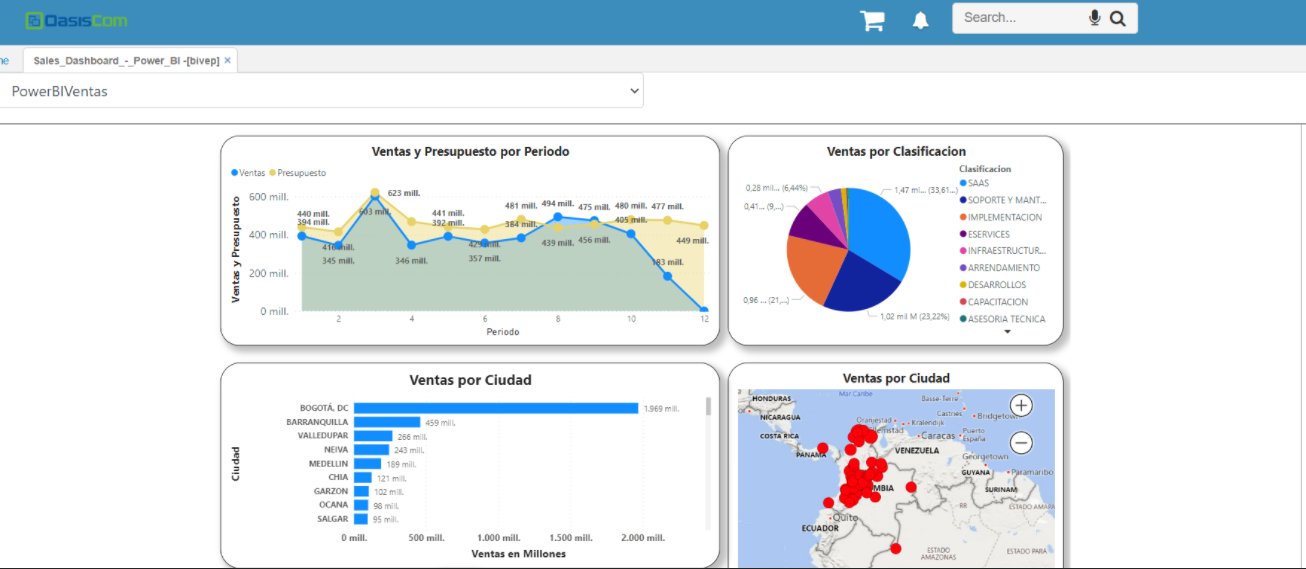 OasisCom
Search...
Sales_Dashboard_-_Power_BI -[bivep] ×
PowerBIVentas
Ventas y Presupuesto por Periodo
Ventas Presupuesto
Ventas y Presupuesto
600 mill.
400 mill.
200 mill.
0 mill.
440 mill.
394 mill.
345 mill.
623 mill.
603 mill.
346 mill.
441 mill.
392 mill.
357 mill.
481 mill.
384 mill.
494 mill.
439 mill.
475 mill.
456 mill.
480 mill.
405 mill.
477 mill.
183 mill.
449 mill.
2 4 6 8 10 12
Periodo
Ventas por Clasificacion
0,28 mil... (6,44%)
0,41... (9,...)
0,96 ... (21,...)
1,47 mi... (33,61...
1,02 mil M (23,22%)
Clasificacion
SAAS
SOPORTE Y MANT...
IMPLEMENTACION
ESERVICES
INFRAESTRUCTUR...
ARRENDAMIENTO
DESARROLLOS
CAPACITACION
ASESORIA TECNICA
Ventas por Ciudad
Ciudad
BOGOTÁ, DC 1.969 mill.
BARRANQUILLA 459 mill.
VALLEDUPAR 266 mill.
NEIVA 243 mill.
MEDELLIN 189 mill.
CHIA 121 mill.
GARZON 102 mill.
OCANA 98 mill.
SALGAR 95 mill.
0 mill. 500 mill. 1.000 mill. 1.500 mill. 2.000 mill.
Ventas en Millones
Ventas por Ciudad
Mar Caribe
HONDURAS
Basse-Terre
NICARAGUA
Castries
Bridgetown
Oranjestad
Kralendijk
COSTA RICA
Caracas
Puerto
España
PANAMÁ
VENEZUELA
Georgetown
GUYANA
Paramaribo
SURINAM
RR
ESTADO AMAPÁ
Quito
ECUADOR
ESTADO
AMAZONAS
ESTADO PARÁ